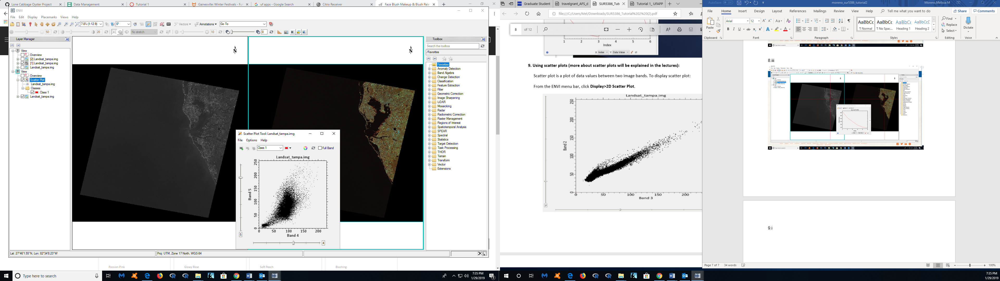 Lone Cabbage Oyster Project
Data Management
Tutorial 1
Gainesville: Winter Festivals - Fun
uf apps - Google Search
Citrix Receiver
Face Blush Makeup & Blush Pale
ENVI
File Edit Display Placemarks Views Help
7.8% (1:12.9) 0° Vectors Annotations Go To
50 20 No stretch 10 0
Layer Manager
View
Overview
[2] Landsat_tampa.img
[1] Landsat_tampa.img
Landsat_tampa.img
View
Overview
Scatter Plot
Landsat_tampa.img
Classes
Class 1
Landsat_tampa.img
N
N
Scatter Plot Tool: Landsat_tampa.img
File Options Help
Class 1 Full Band
Landsat_tampa.img
250
200
150
100
50
0
Band 5
0 50 100 150 200
Band 4
5
4
Toolbox
Search the toolbox
/Favorites
Favorites
Anomaly Detection
Band Algebra
Change Detection
Classification
Feature Extraction
Filter
Geometric Correction
Image Sharpening
LiDAR
Mosaicking
Radar
Radiometric Correction
Raster Management
Regions of Interest
Spatiotemporal Analysis
SPEAR
Spectral
Statistics
Target Detection
Task Processing
THOR
Terrain
Transform
Vector
Extensions
Lat: 27°46'1.55"N, Lon: 82°34'8.23"W
Proj: UTM, Zone 17 North, WGS-84
Passion Pink
Glowy Rose
Soft Peach
Blushing
Type here to search
7:35 PM
1/29/2019
Graduate Student
travelgrant_AFS_d
SUR5386_Tuto
Tutorial 1_ UFAPP
file:///C:/Users/Mel/Downloads/SUR5386_Tutorial%202%20(2).pdf
8 of 12
1 2 3 4 5 6
Index
X: Index Y: Data Value
9. Using scatter plots (more about scatter plots will be explained in the lectures):
Scatter plot is a plot of data values between two image bands. To display scatter plot:
From the ENVI menu bar, click Display>2D Scatter Plot.
Landsat_tampa.img
250
200
150
100
50
0
Band 2
0 50 100 150 200
Band 3
2
AutoSave Off
moreno_sur5386_tutorial2
Moreno,Melissa M
File Home Insert Design Layout References Mailings Review View Help Tell me what you want to do Share Comments
Paste
Arial 12
AaBbCc
¶ Normal
AaBbCc
¶ No Spac...
AaBbCc
Heading 1
AaBbCcC
Heading 2
Find
Replace
Select
Dictate
Clipboard Font Paragraph Styles Editing Voice
8.iii
9.i
Page 7 of 7 34 words
100%
7:35 PM
1/29/2019